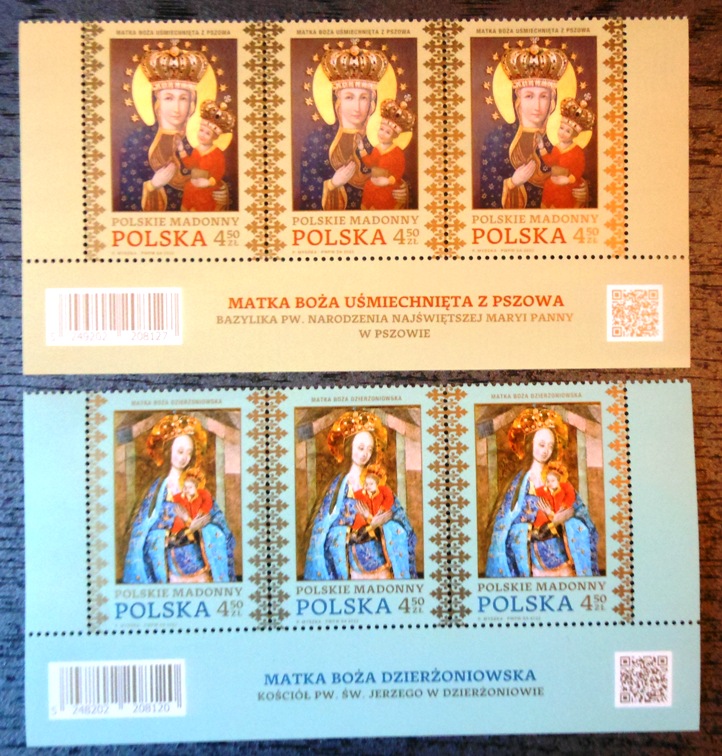 MATKA BOŻA UŚMIECHNIĘTA Z PSZOWA
MATKA BOŻA UŚMIECHNIĘTA Z PSZOWA
MATKA BOŻA UŚMIECHNIĘTA Z PSZOWA
POLSKIE MADONNY
POLSKA 4 50 ZŁ
POLSKIE MADONNY
POLSKA 4 50 ZŁ
POLSKIE MADONNY
POLSKA 4 50 ZŁ
208127
MATKA BOŻA UŚMIECHNIĘTA Z PSZOWA
BAZYLIKA PW. NARODZENIA NAJŚWIĘTSZEJ MARYI PANNY
W PSZOWIE
MATKA BOŻA DZIERŻONIOWSKA
MATKA BOŻA DZIERŻONIOWSKA
MATKA BOŻA DZIERŻONIOWSKA
POLSKIE MADONNY
POLSKA 4 50 ZŁ
POLSKIE MADONNY
POLSKA 4 50 ZŁ
POLSKIE MADONNY
POLSKA 4 50 ZŁ
5 248202 208120
MATKA BOŻA DZIERŻONIOWSKA
KOŚCIÓŁ PW. ŚW. JERZEGO W DZIERŻONIOWIE